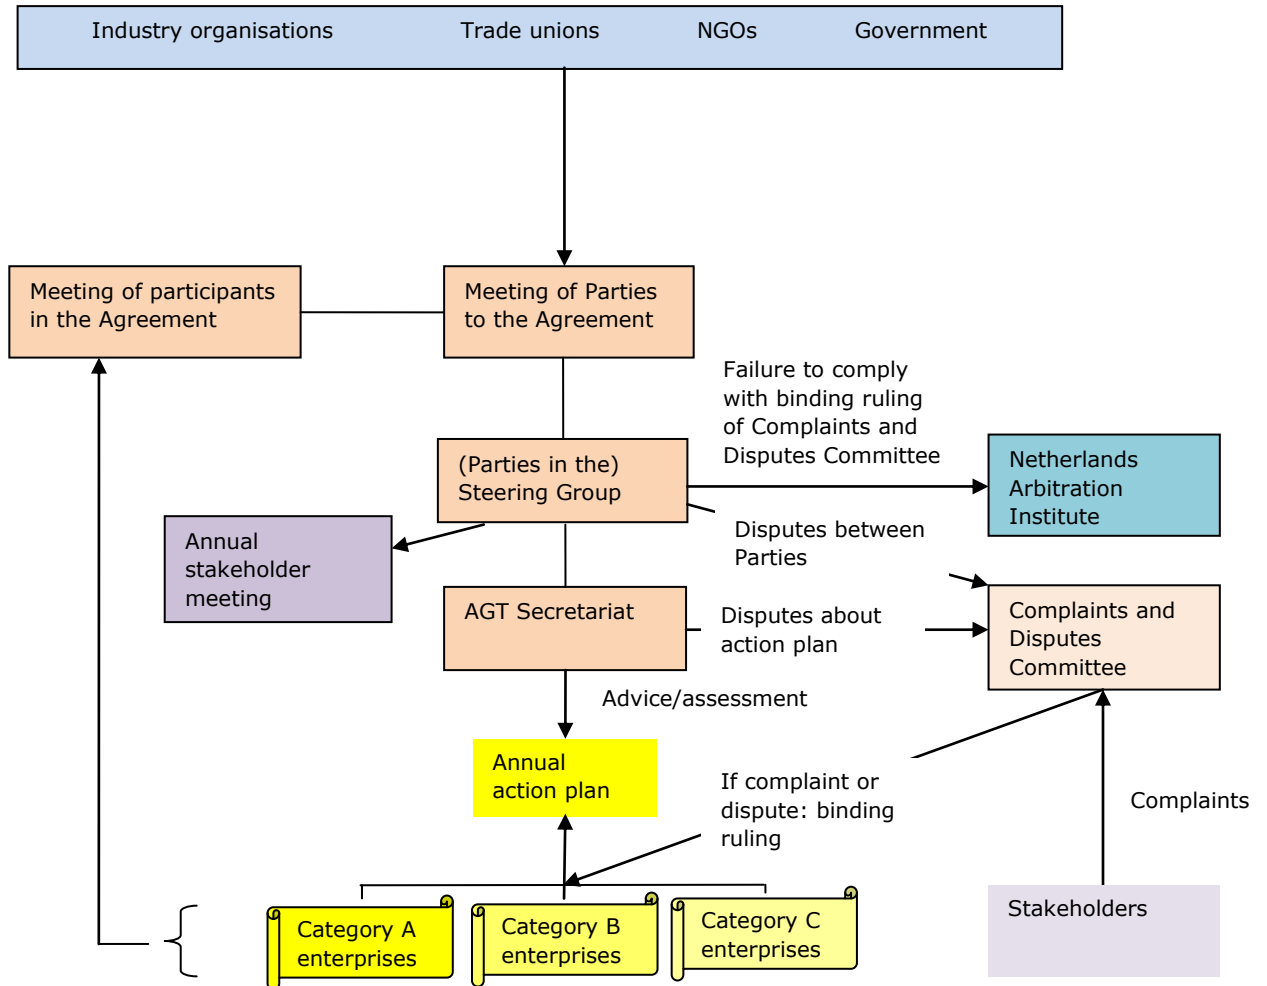 Industry organisations Trade unions NGOs Government
Meeting of participants
in the Agreement
Meeting of Parties
to the Agreement
Failure to comply
with binding ruling
of Complaints and
Disputes Committee
(Parties in the)
Steering Group
Netherlands
Arbitration
Institute
Annual
stakeholder
meeting
Disputes between
Parties
AGT Secretariat
Disputes about
action plan
Complaints and
Disputes
Committee
Advice/assessment
Annual
action plan
If complaint or
dispute: binding
ruling
Complaints
Category A
enterprises
Category B
enterprises
Category C
enterprises
Stakeholders